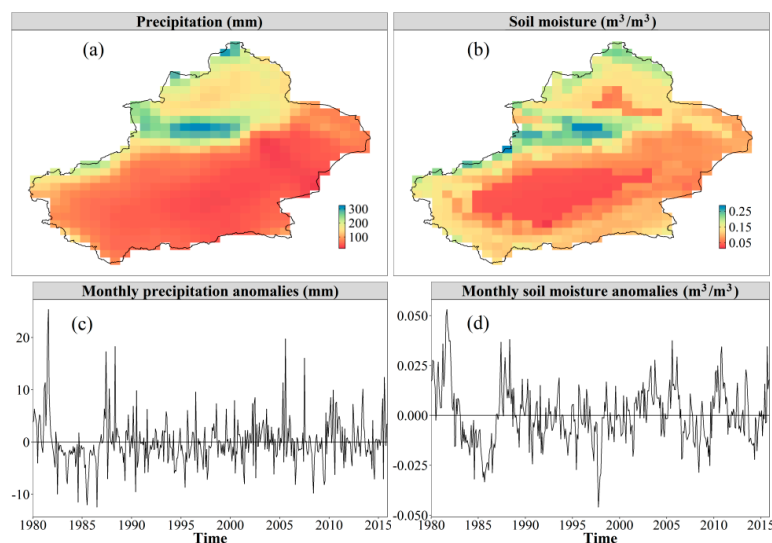 Precipitation (mm)
Soil moisture (m³/m³)
(a)
(b)
300
200
100
0.25
0.15
0.05
Monthly precipitation anomalies (mm)
Monthly soil moisture anomalies (m³/m³)
(c)
(d)
20
10
0
-10
0.050
0.025
0.000
-0.025
-0.050
1980 1985 1990 1995 2000 2005 2010 2015
1980 1985 1990 1995 2000 2005 2010 2015
Time
Time